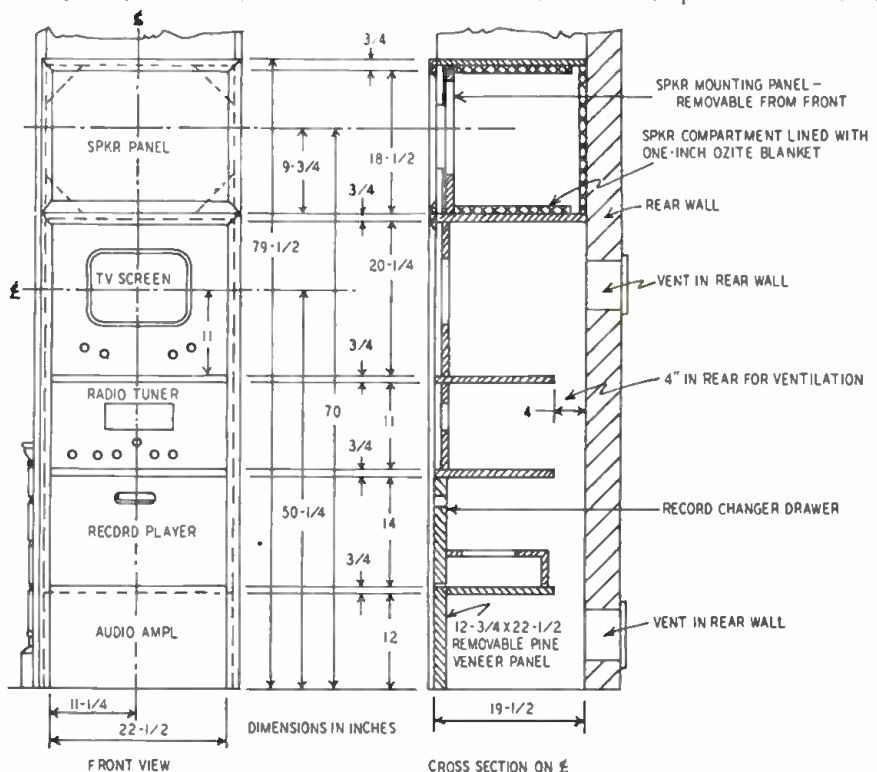 ℄
3/4
SPKR PANEL
9-3/4
18-1/2
3/4
79-1/2
TV SCREEN
℄
20-1/4
11
3/4
RADIO TUNER
70
11
3/4
50-1/4
RECORD PLAYER
14
3/4
AUDIO AMPL
12
11-1/4
22-1/2
DIMENSIONS IN INCHES
FRONT VIEW
SPKR MOUNTING PANEL-
REMOVABLE FROM FRONT
SPKR COMPARTMENT LINED WITH
ONE-INCH OZITE BLANKET
REAR WALL
VENT IN REAR WALL
4" IN REAR FOR VENTILATION
4
RECORD CHANGER DRAWER
12-3/4 X 22-1/2
REMOVABLE PINE
VENEER PANEL
VENT IN REAR WALL
19-1/2
CROSS SECTION ON ℄